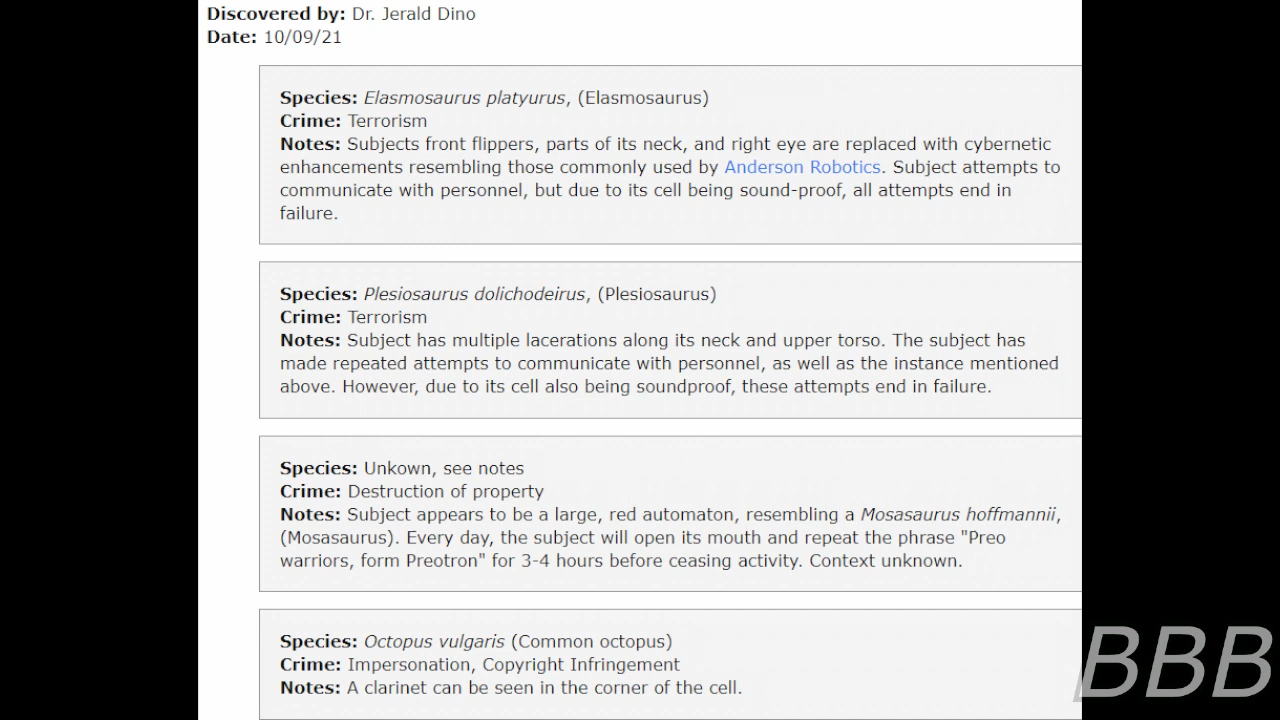 Discovered by: Dr. Jerald Dino
Date: 10/09/21
Species: Elasmosaurus platyurus, (Elasmosaurus)
Crime: Terrorism
Notes: Subjects front flippers, parts of its neck, and right eye are replaced with cybernetic
enhancements resembling those commonly used by Anderson Robotics. Subject attempts to
communicate with personnel, but due to its cell being sound-proof, all attempts end in
failure.
Species: Plesiosaurus dolichodeirus, (Plesiosaurus)
Crime: Terrorism
Notes: Subject has multiple lacerations along its neck and upper torso. The subject has
made repeated attempts to communicate with personnel, as well as the instance mentioned
above. However, due to its cell also being soundproof, these attempts end in failure.
Species: Unkown, see notes
Crime: Destruction of property
Notes: Subject appears to be a large, red automaton, resembling a Mosasaurus hoffmannii,
(Mosasaurus). Every day, the subject will open its mouth and repeat the phrase "Preo
warriors, form Preotron" for 3-4 hours before ceasing activity. Context unknown.
Species: Octopus vulgaris (Common octopus)
Crime: Impersonation, Copyright Infringement
Notes: A clarinet can be seen in the corner of the cell.
BBB